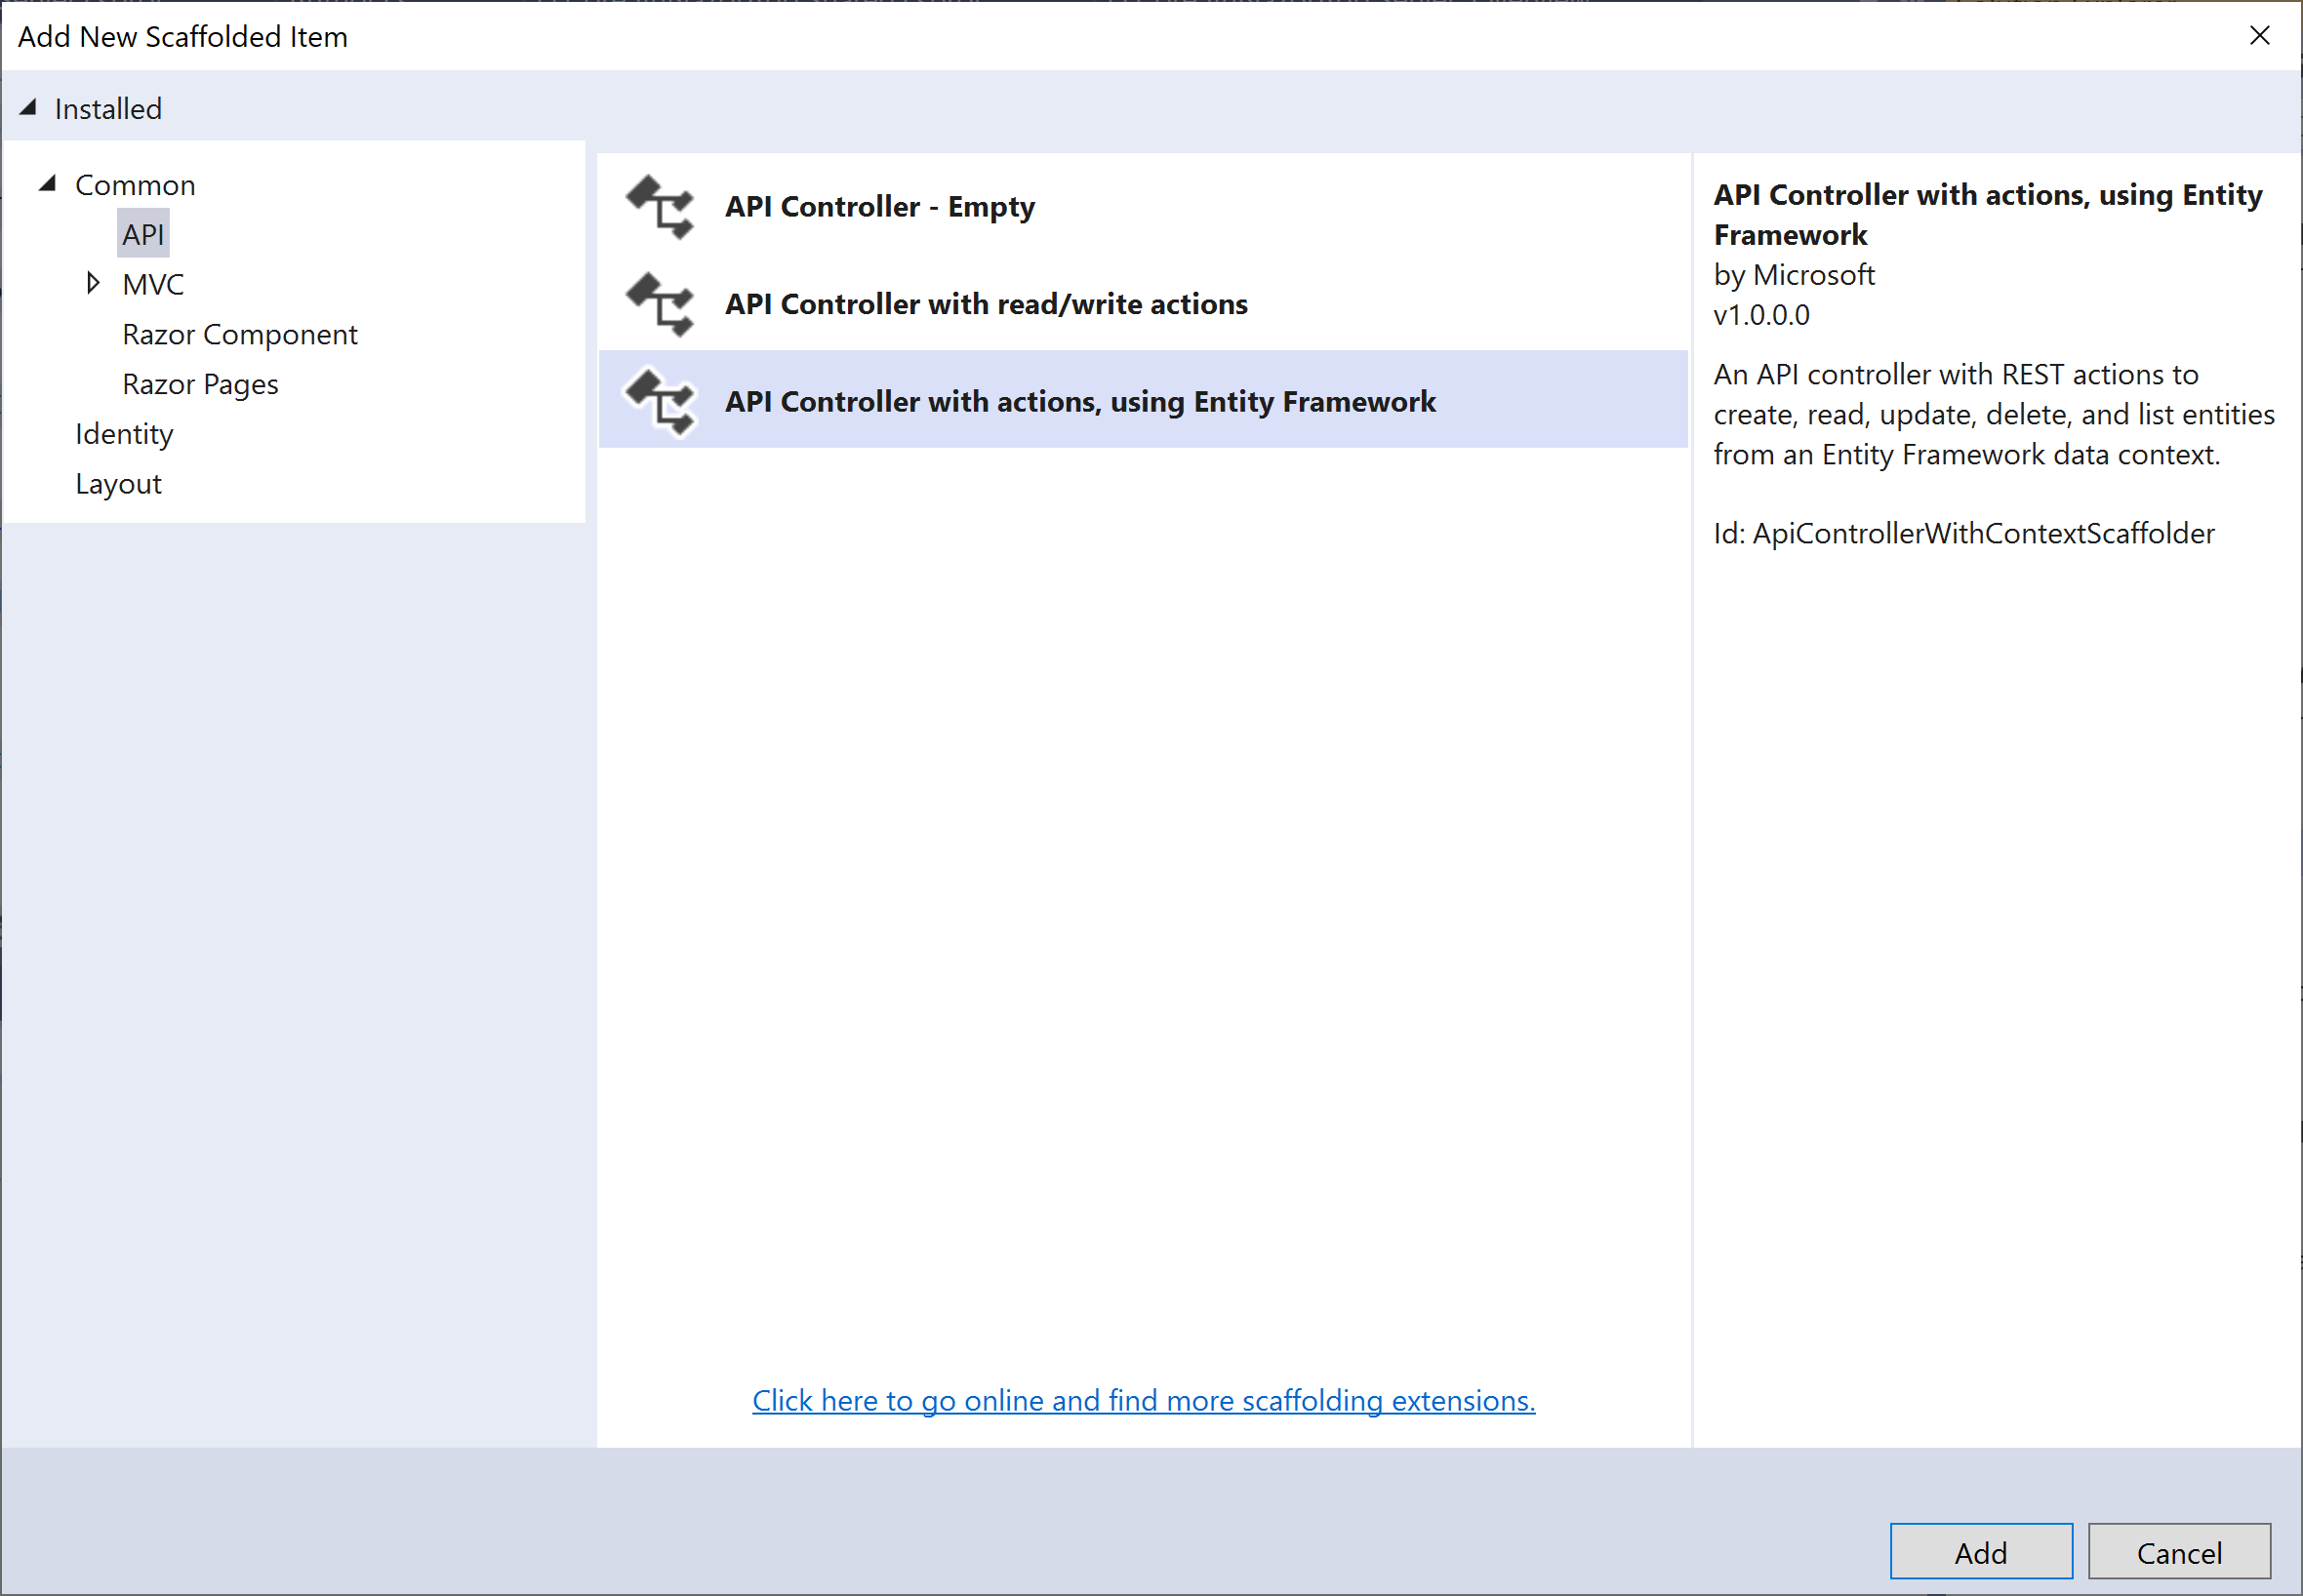 Add New Scaffolded Item
Installed
Common
API
MVC
Razor Component
Razor Pages
Identity
Layout
API Controller - Empty
API Controller with read/write actions
API Controller with actions, using Entity Framework
Click here to go online and find more scaffolding extensions.
API Controller with actions, using Entity
Framework
by Microsoft
v1.0.0.0
An API controller with REST actions to
create, read, update, delete, and list entities
from an Entity Framework data context.
Id: ApiControllerWithContextScaffolder
Add
Cancel